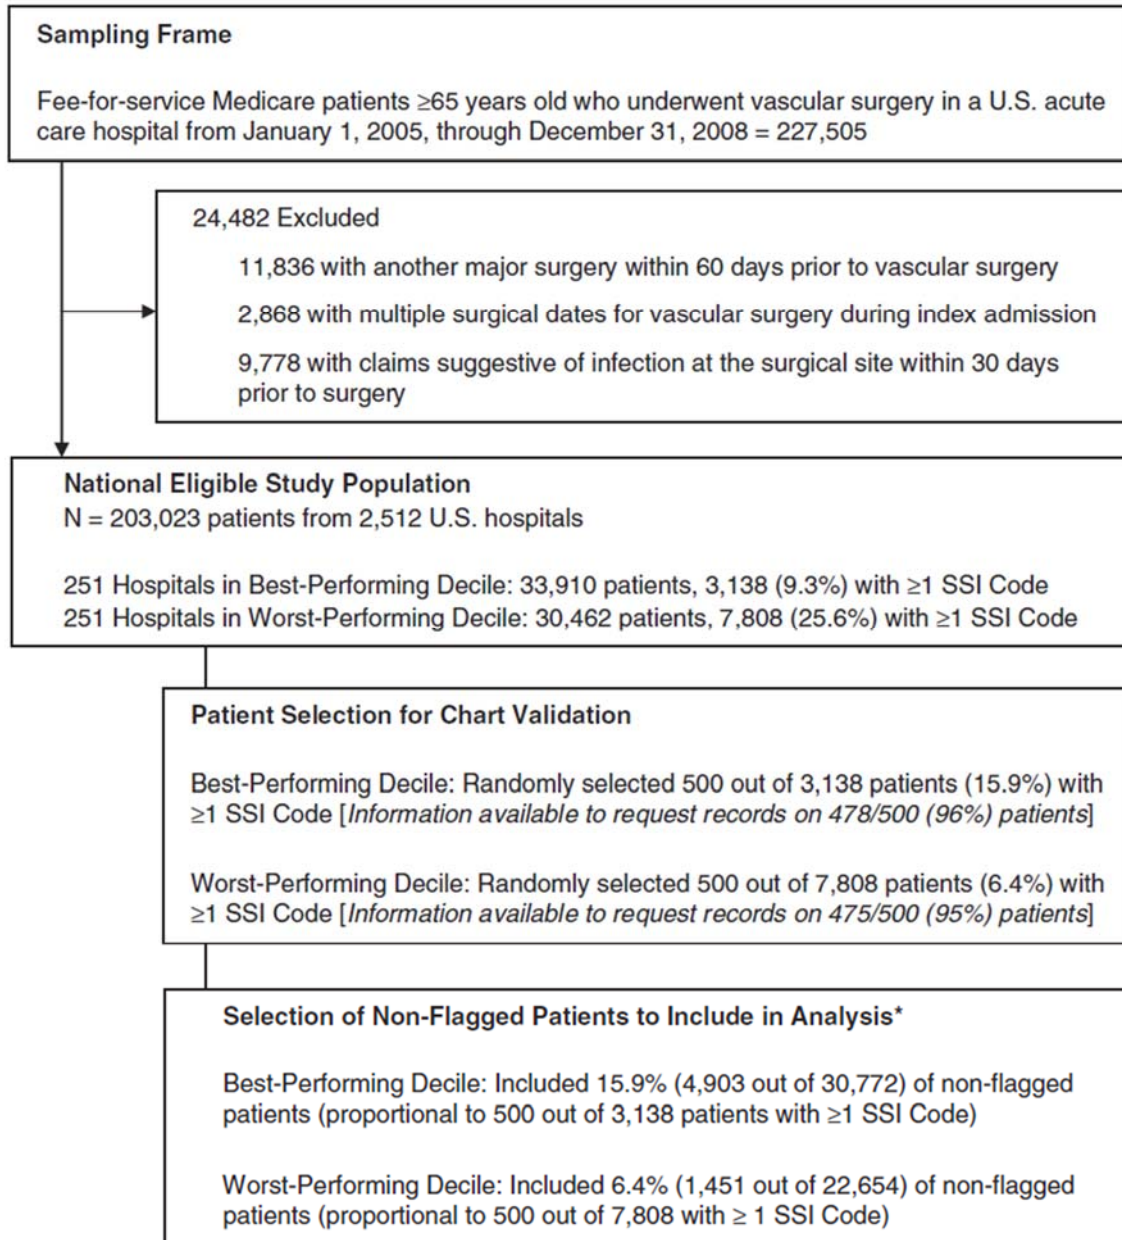 Sampling Frame
Fee-for-service Medicare patients ≥65 years old who underwent vascular surgery in a U.S. acute
care hospital from January 1, 2005, through December 31, 2008 = 227,505
24,482 Excluded
11,836 with another major surgery within 60 days prior to vascular surgery
2,868 with multiple surgical dates for vascular surgery during index admission
9,778 with claims suggestive of infection at the surgical site within 30 days
prior to surgery
National Eligible Study Population
N = 203,023 patients from 2,512 U.S. hospitals
251 Hospitals in Best-Performing Decile: 33,910 patients, 3,138 (9.3%) with ≥1 SSI Code
251 Hospitals in Worst-Performing Decile: 30,462 patients, 7,808 (25.6%) with ≥1 SSI Code
Patient Selection for Chart Validation
Best-Performing Decile: Randomly selected 500 out of 3,138 patients (15.9%) with
≥1 SSI Code [Information available to request records on 478/500 (96%) patients]
Worst-Performing Decile: Randomly selected 500 out of 7,808 patients (6.4%) with
≥1 SSI Code [Information available to request records on 475/500 (95%) patients]
Selection of Non-Flagged Patients to Include in Analysis*
Best-Performing Decile: Included 15.9% (4,903 out of 30,772) of non-flagged
patients (proportional to 500 out of 3,138 patients with ≥1 SSI Code)
Worst-Performing Decile: Included 6.4% (1,451 out of 22,654) of non-flagged
patients (proportional to 500 out of 7,808 with ≥ 1 SSI Code)